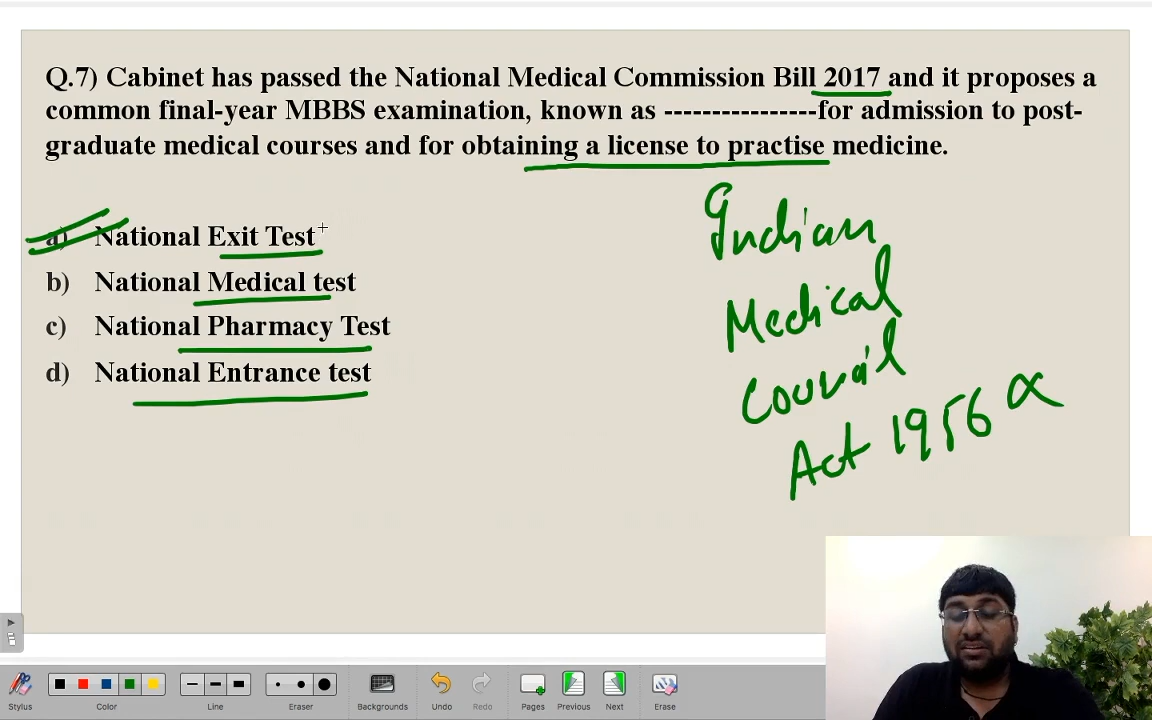 Q.7) Cabinet has passed the National Medical Commission Bill 2017 and it proposes a
common final-year MBBS examination, known as ----------------for admission to post-
graduate medical courses and for obtaining a license to practise medicine.
a) National Exit Test
b) National Medical test
c) National Pharmacy Test
d) National Entrance test
Indian
Medical
Council
Act 1956
Stylus Color Line Eraser Backgrounds Undo Redo Pages Previous Next Erase